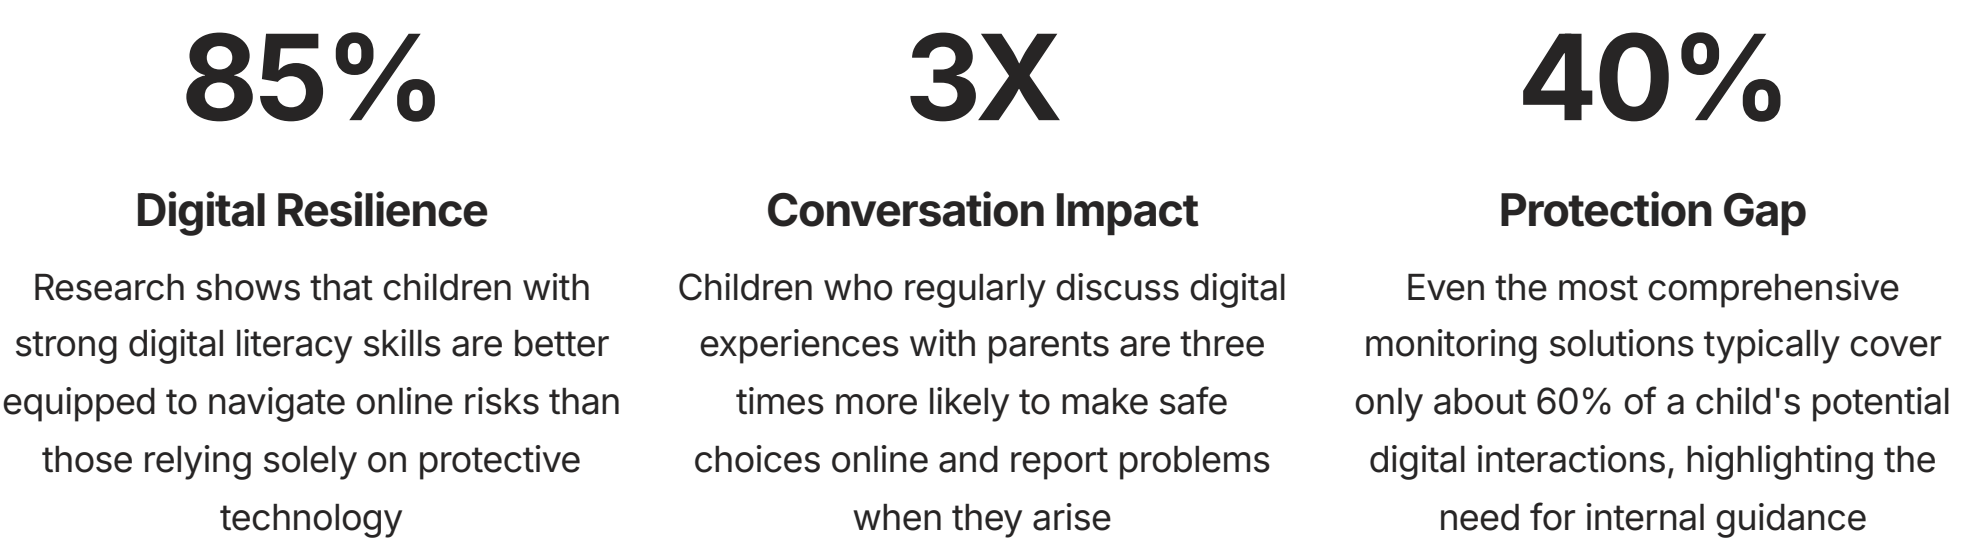 85%
Digital Resilience
Research shows that children with
strong digital literacy skills are better
equipped to navigate online risks than
those relying solely on protective
technology
3X
Conversation Impact
Children who regularly discuss digital
experiences with parents are three
times more likely to make safe
choices online and report problems
when they arise
40%
Protection Gap
Even the most comprehensive
monitoring solutions typically cover
only about 60% of a child's potential
digital interactions, highlighting the
need for internal guidance